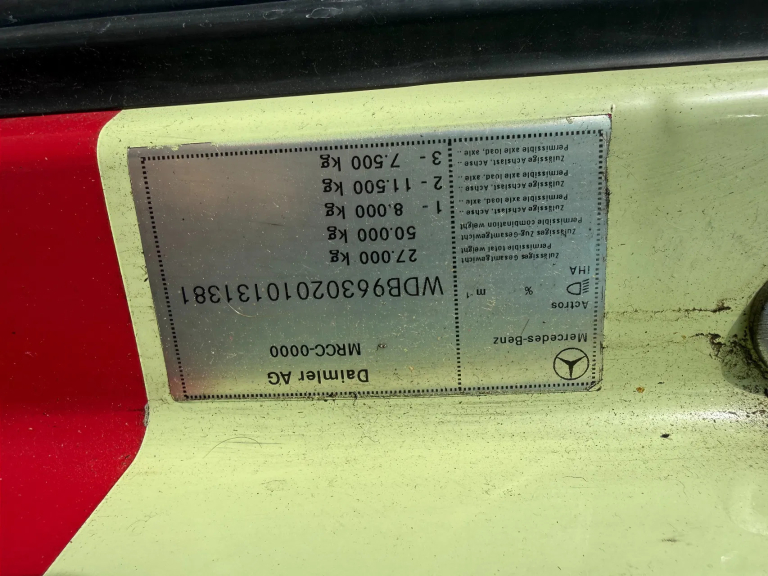 Daimler AG
MRCC-0000
Mercedes-Benz
Actros
% m⁻¹
WDB96302010131381
iHA
Zulässiges Gesamtgewicht 27.000 kg
Permissible total weight
Zulässiges Zug-Gesamtgewicht 50.000 kg
Permissible combination weight
Zulässige Achslast, Achse .. 1 - 8.000 kg
Permissible axle load, axle ..
Zulässige Achslast, Achse .. 2 - 11.500 kg
Permissible axle load, axle ..
Zulässige Achslast, Achse .. 3 - 7.500 kg
Permissible axle load, axle ..